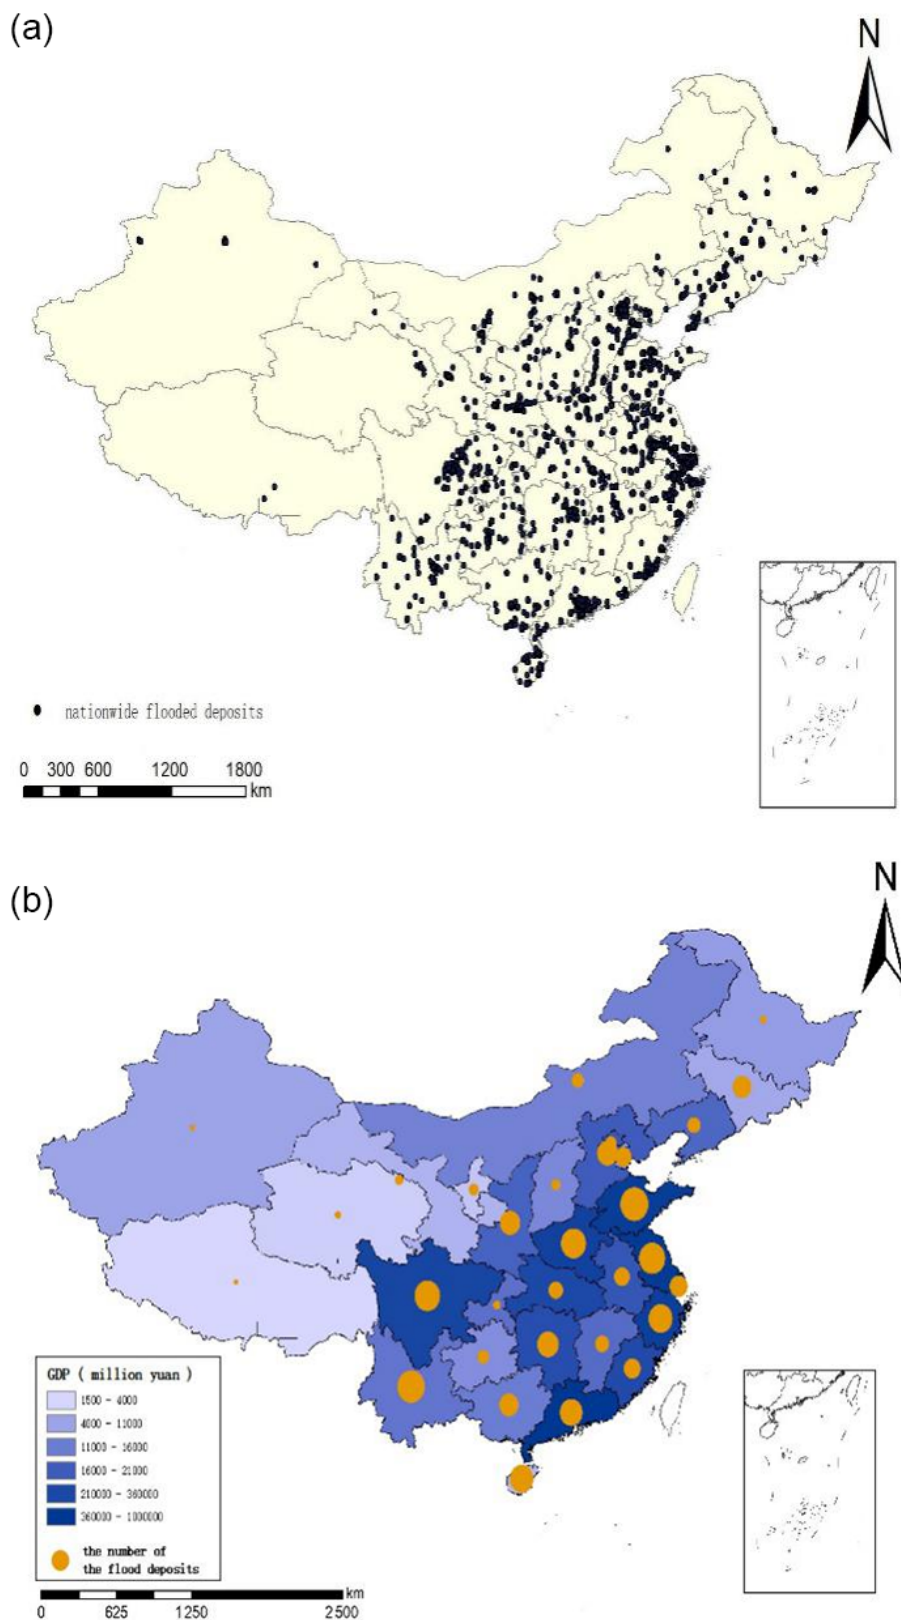 (a)
N
nationwide flooded deposits
0 300 600 1200 1800
km
(b)
N
GDP ( million yuan )
1500 - 4000
4000 - 11000
11000 - 16000
16000 - 21000
210000 - 360000
360000 - 1000000
the number of
the flood deposits
km
0 625 1250 2500